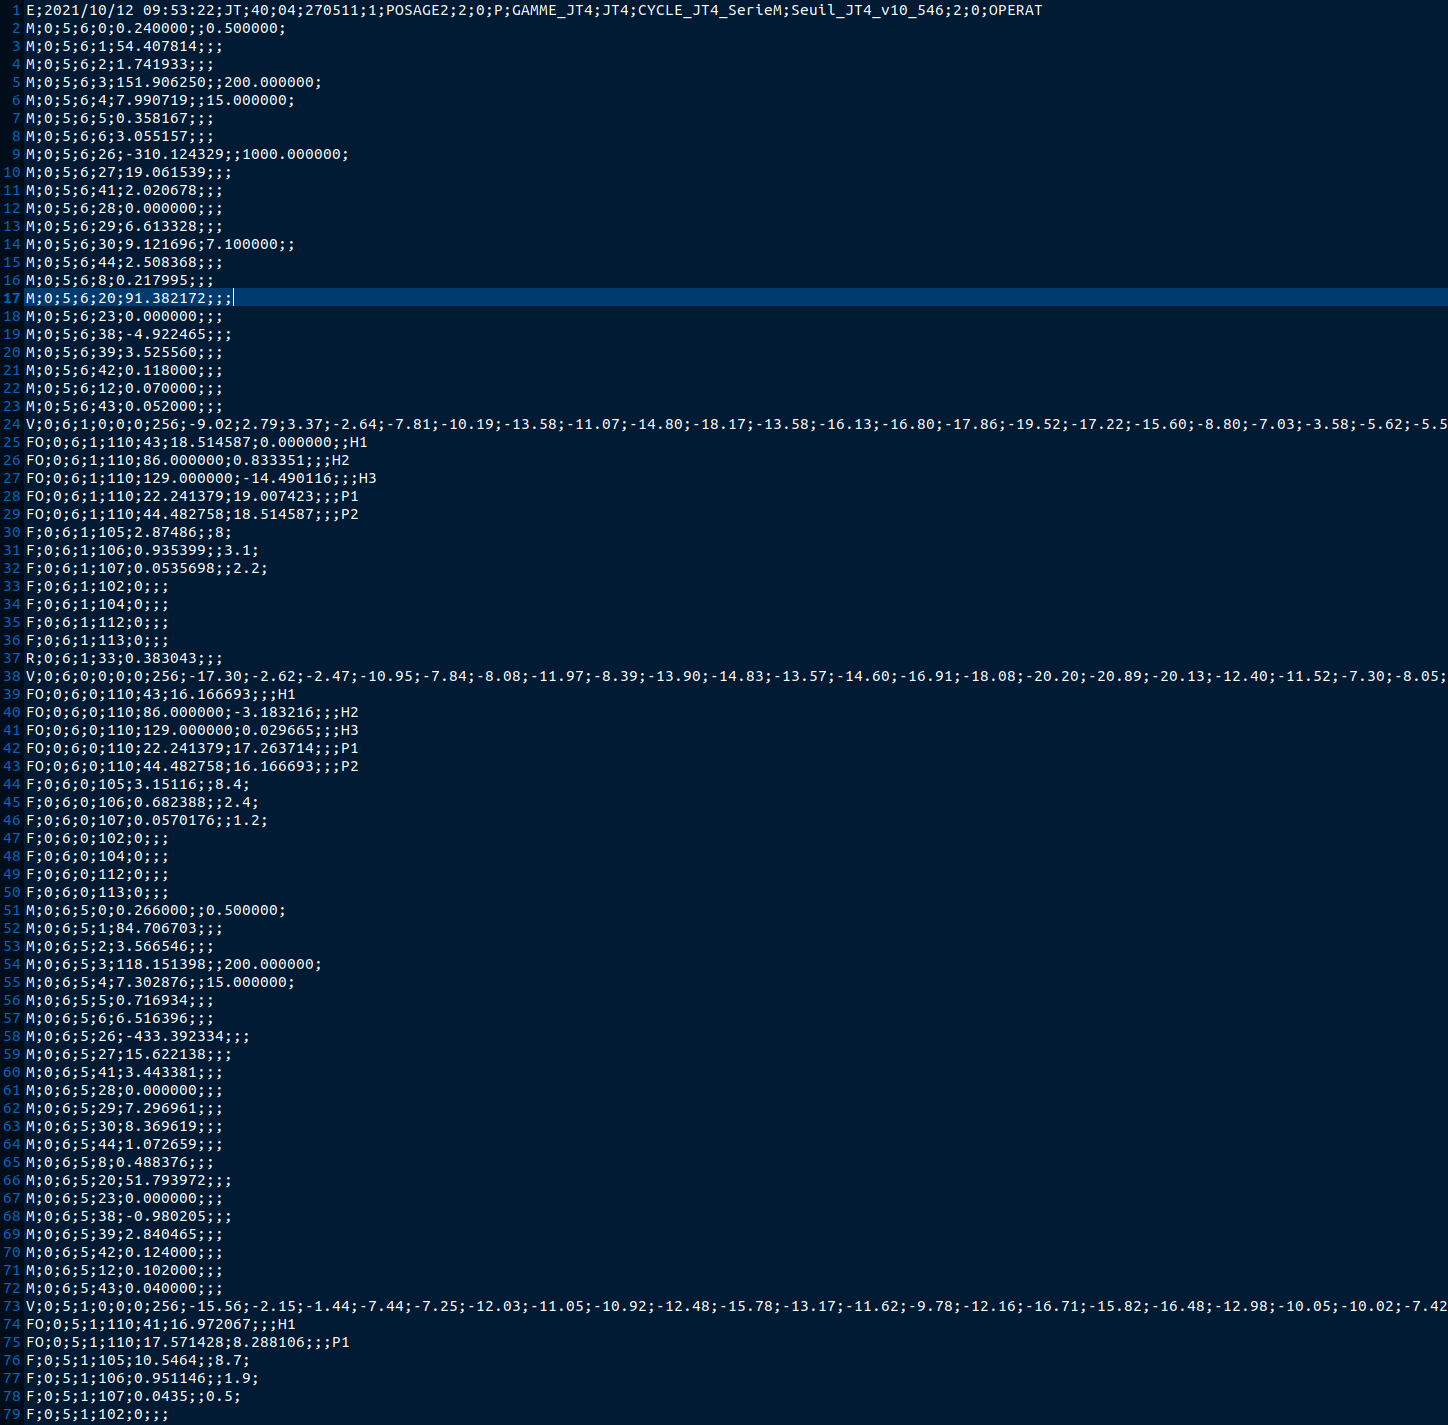 1 E;2021/10/12 09:53:22;JT;40;04;270511;1;POSAGE2;2;0;P;GAMME_JT4;JT4;CYCLE_JT4_SerieM;Seuil_JT4_v10_546;2;0;OPERAT
2 M;0;5;6;0;0.240000;;0.500000;
3 M;0;5;6;1;54.407814;;;
4 M;0;5;6;2;1.741933;;;
5 M;0;5;6;3;151.906250;;200.000000;
6 M;0;5;6;4;7.990719;;15.000000;
7 M;0;5;6;5;0.358167;;;
8 M;0;5;6;6;3.055157;;;
9 M;0;5;6;26;-310.124329;;1000.000000;
10 M;0;5;6;27;19.061539;;;
11 M;0;5;6;41;2.020678;;;
12 M;0;5;6;28;0.000000;;;
13 M;0;5;6;29;6.613328;;;
14 M;0;5;6;30;9.121696;7.100000;;
15 M;0;5;6;44;2.508368;;;
16 M;0;5;6;8;0.217995;;;
17 M;0;5;6;20;91.382172;;;
18 M;0;5;6;23;0.000000;;;
19 M;0;5;6;38;-4.922465;;;
20 M;0;5;6;39;3.525560;;;
21 M;0;5;6;42;0.118000;;;
22 M;0;5;6;12;0.070000;;;
23 M;0;5;6;43;0.052000;;;
24 V;0;6;1;0;0;0;256;-9.02;2.79;3.37;-2.64;-7.81;-10.19;-13.58;-11.07;-14.80;-18.17;-13.58;-16.13;-16.80;-17.86;-19.52;-17.22;-15.60;-8.80;-7.03;-3.58;-5.62;-5.5
25 FO;0;6;1;110;43;18.514587;0.000000;;H1
26 FO;0;6;1;110;86.000000;0.833351;;;H2
27 FO;0;6;1;110;129.000000;-14.490116;;;H3
28 FO;0;6;1;110;22.241379;19.007423;;;P1
29 FO;0;6;1;110;44.482758;18.514587;;;P2
30 F;0;6;1;105;2.87486;;8;
31 F;0;6;1;106;0.935399;;3.1;
32 F;0;6;1;107;0.0535698;;2.2;
33 F;0;6;1;102;0;;;
34 F;0;6;1;104;0;;;
35 F;0;6;1;112;0;;;
36 F;0;6;1;113;0;;;
37 R;0;6;1;33;0.383043;;;
38 V;0;6;0;0;0;0;256;-17.30;-2.62;-2.47;-10.95;-7.84;-8.08;-11.97;-8.39;-13.90;-14.83;-13.57;-14.60;-16.91;-18.08;-20.20;-20.89;-20.13;-12.40;-11.52;-7.30;-8.05;
39 FO;0;6;0;110;43;16.166693;;;H1
40 FO;0;6;0;110;86.000000;-3.183216;;;H2
41 FO;0;6;0;110;129.000000;0.029665;;;H3
42 FO;0;6;0;110;22.241379;17.263714;;;P1
43 FO;0;6;0;110;44.482758;16.166693;;;P2
44 F;0;6;0;105;3.15116;;8.4;
45 F;0;6;0;106;0.682388;;2.4;
46 F;0;6;0;107;0.0570176;;1.2;
47 F;0;6;0;102;0;;;
48 F;0;6;0;104;0;;;
49 F;0;6;0;112;0;;;
50 F;0;6;0;113;0;;;
51 M;0;6;5;0;0.266000;;0.500000;
52 M;0;6;5;1;84.706703;;;
53 M;0;6;5;2;3.566546;;;
54 M;0;6;5;3;118.151398;;200.000000;
55 M;0;6;5;4;7.302876;;15.000000;
56 M;0;6;5;5;0.716934;;;
57 M;0;6;5;6;6.516396;;;
58 M;0;6;5;26;-433.392334;;;
59 M;0;6;5;27;15.622138;;;
60 M;0;6;5;41;3.443381;;;
61 M;0;6;5;28;0.000000;;;
62 M;0;6;5;29;7.296961;;;
63 M;0;6;5;30;8.369619;;;
64 M;0;6;5;44;1.072659;;;
65 M;0;6;5;8;0.488376;;;
66 M;0;6;5;20;51.793972;;;
67 M;0;6;5;23;0.000000;;;
68 M;0;6;5;38;-0.980205;;;
69 M;0;6;5;39;2.840465;;;
70 M;0;6;5;42;0.124000;;;
71 M;0;6;5;12;0.102000;;;
72 M;0;6;5;43;0.040000;;;
73 V;0;5;1;0;0;0;256;-15.56;-2.15;-1.44;-7.44;-7.25;-12.03;-11.05;-10.92;-12.48;-15.78;-13.17;-11.62;-9.78;-12.16;-16.71;-15.82;-16.48;-12.98;-10.05;-10.02;-7.42
74 FO;0;5;1;110;41;16.972067;;;H1
75 FO;0;5;1;110;17.571428;8.288106;;;P1
76 F;0;5;1;105;10.5464;;8.7;
77 F;0;5;1;106;0.951146;;1.9;
78 F;0;5;1;107;0.0435;;0.5;
79 F;0;5;1;102;0;;;